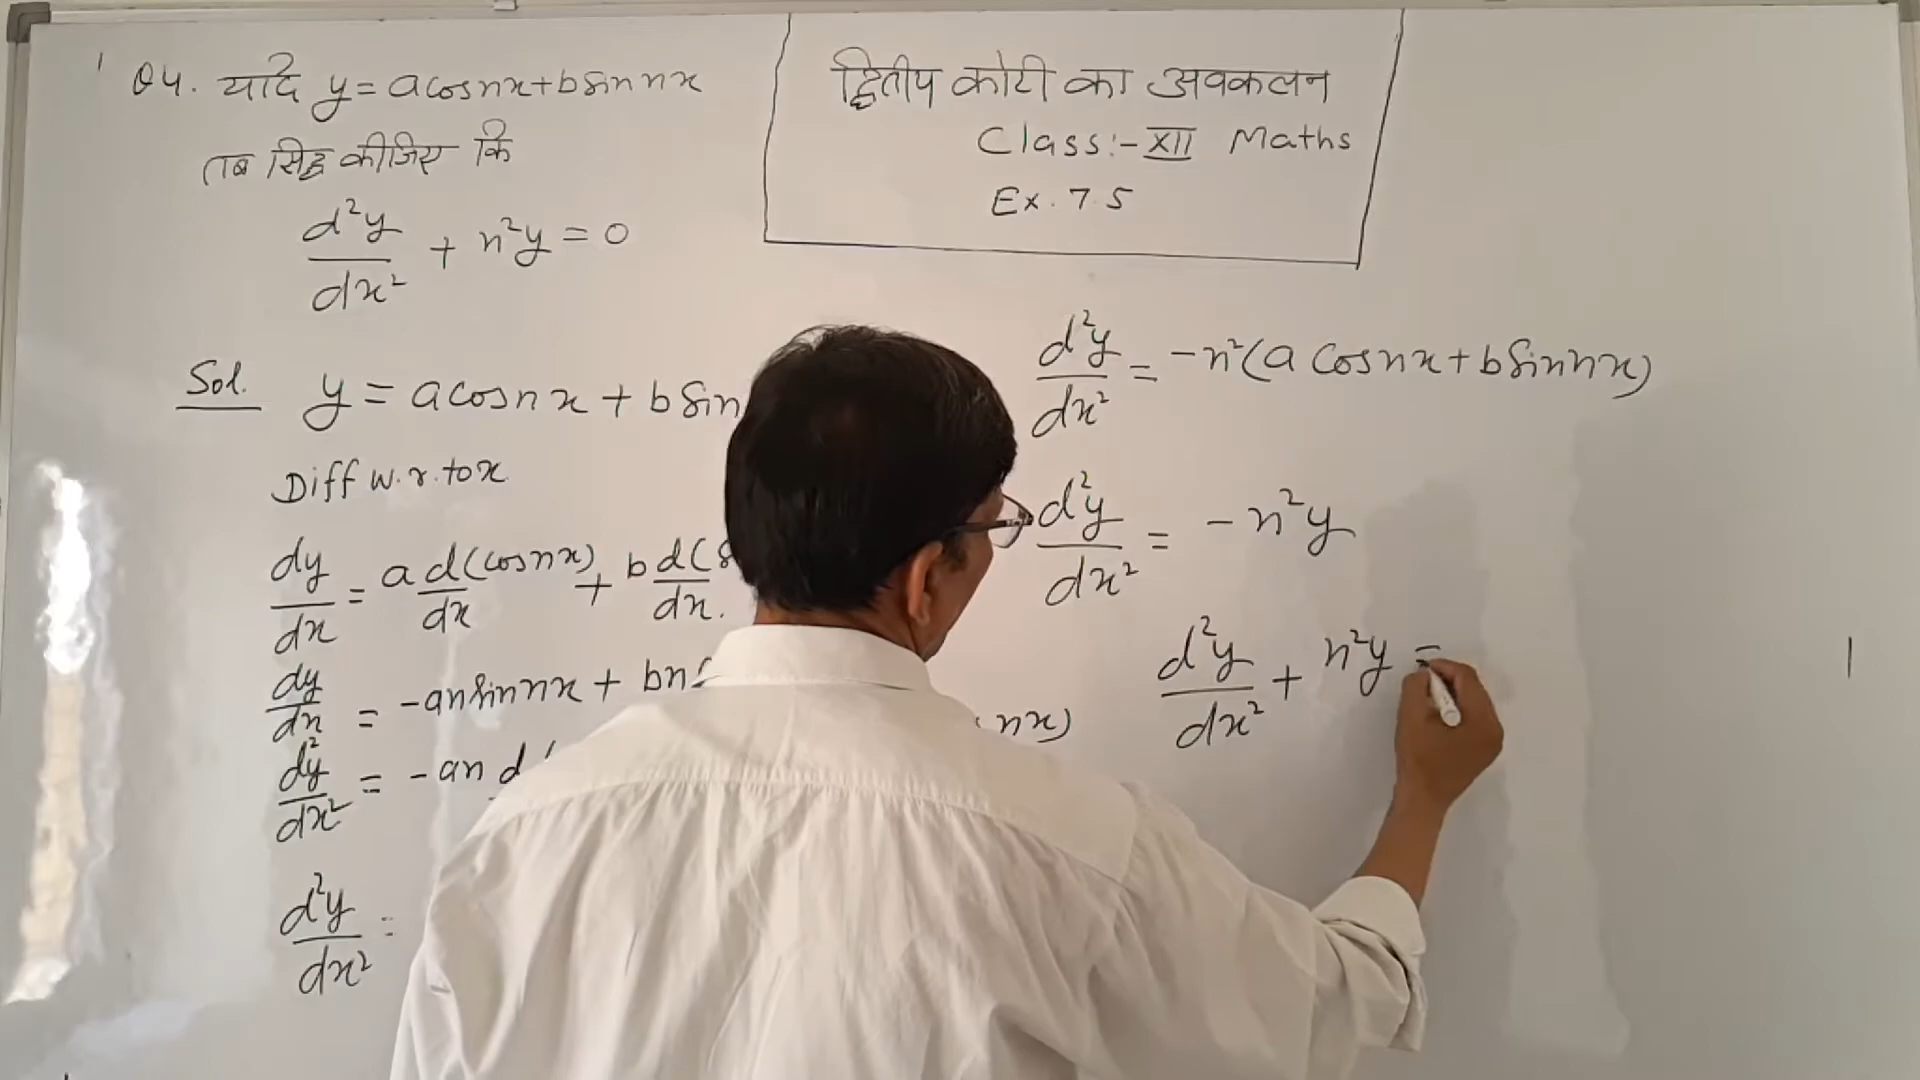 Q4. यदि y = a cos nx + b sin nx
तब सिद्ध कीजिए कि
d²y/dx² + n²y = 0
द्वितीय कोटी का अवकलन
Class:- XII Maths
Ex. 7.5
Sol. y = a cos nx + b sin
Diff w.r. to x
dy/dx = a d(cos nx)/dx + b d(s /dx.
dy/dx = -an sin nx + bn
d²y/dx² = -an d nx)
d²y/dx² =
d²y/dx² = -n²(a cos nx + b sin nx)
d²y/dx² = -n²y
d²y/dx² + n²y =